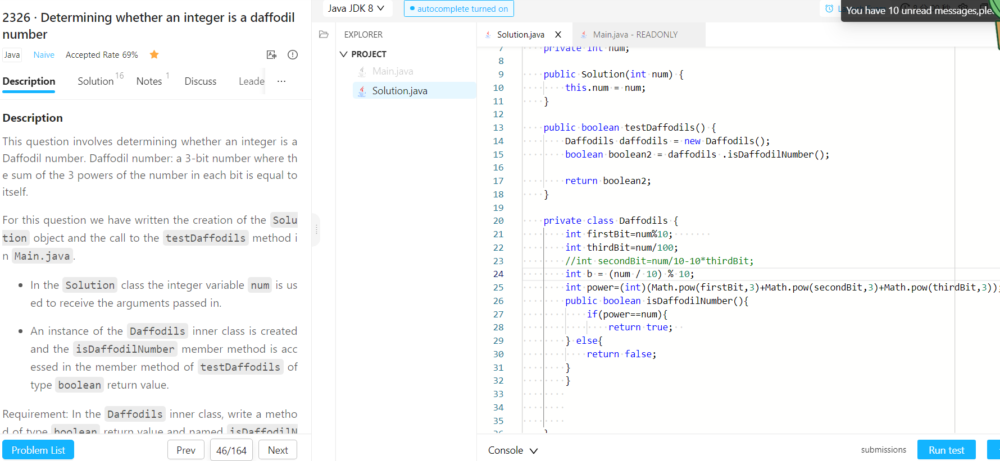 2326 · Determining whether an integer is a daffodil
number
Java Naive Accepted Rate 69%
Description Solution 16 Notes 1 Discuss Leade ···
Description
This question involves determining whether an integer is a
Daffodil number. Daffodil number: a 3-bit number where th
e sum of the 3 powers of the number in each bit is equal to
itself.
For this question we have written the creation of the Solu
tion object and the call to the testDaffodils method i
n Main.java.
• In the Solution class the integer variable num is us
ed to receive the arguments passed in.
• An instance of the Daffodils inner class is created
and the isDaffodilNumber member method is acc
essed in the member method of testDaffodils of
type boolean return value.
Requirement: In the Daffodils inner class, write a metho
d of type boolean return value and named isDaffodilN
Problem List Prev 46/164 Next
Java JDK 8 autocomplete turned on
You have 10 unread messages,ple
EXPLORER
PROJECT
Main.java
Solution.java
Solution.java X Main.java - READONLY
7 private int num;
8
9 public Solution(int num) {
10 this.num = num;
11 }
12
13 public boolean testDaffodils() {
14 Daffodils daffodils = new Daffodils();
15 boolean boolean2 = daffodils .isDaffodilNumber();
16
17 return boolean2;
18 }
19
20 private class Daffodils {
21 int firstBit=num%10;
22 int thirdBit=num/100;
23 //int secondBit=num/10-10*thirdBit;
24 int b = (num / 10) % 10;
25 int power=(int)(Math.pow(firstBit,3)+Math.pow(secondBit,3)+Math.pow(thirdBit,3));
26 public boolean isDaffodilNumber(){
27 if(power==num){
28 return true;
29 } else{
30 return false;
31 }
32 }
33
34
35
36 }
Console submissions Run test